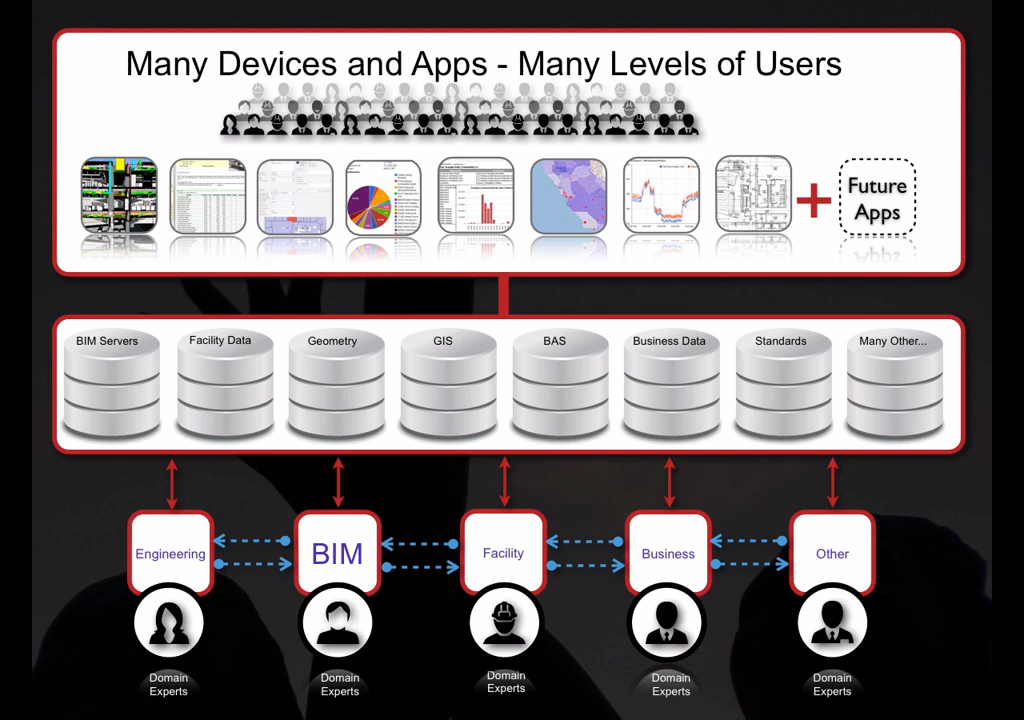 Many Devices and Apps - Many Levels of Users
Future
Apps
BIM Servers
Facility Data
Geometry
GIS
BAS
Business Data
Standards
Many Other...
Engineering
BIM
Facility
Business
Other
Domain
Experts
Domain
Experts
Domain
Experts
Domain
Experts
Domain
Experts